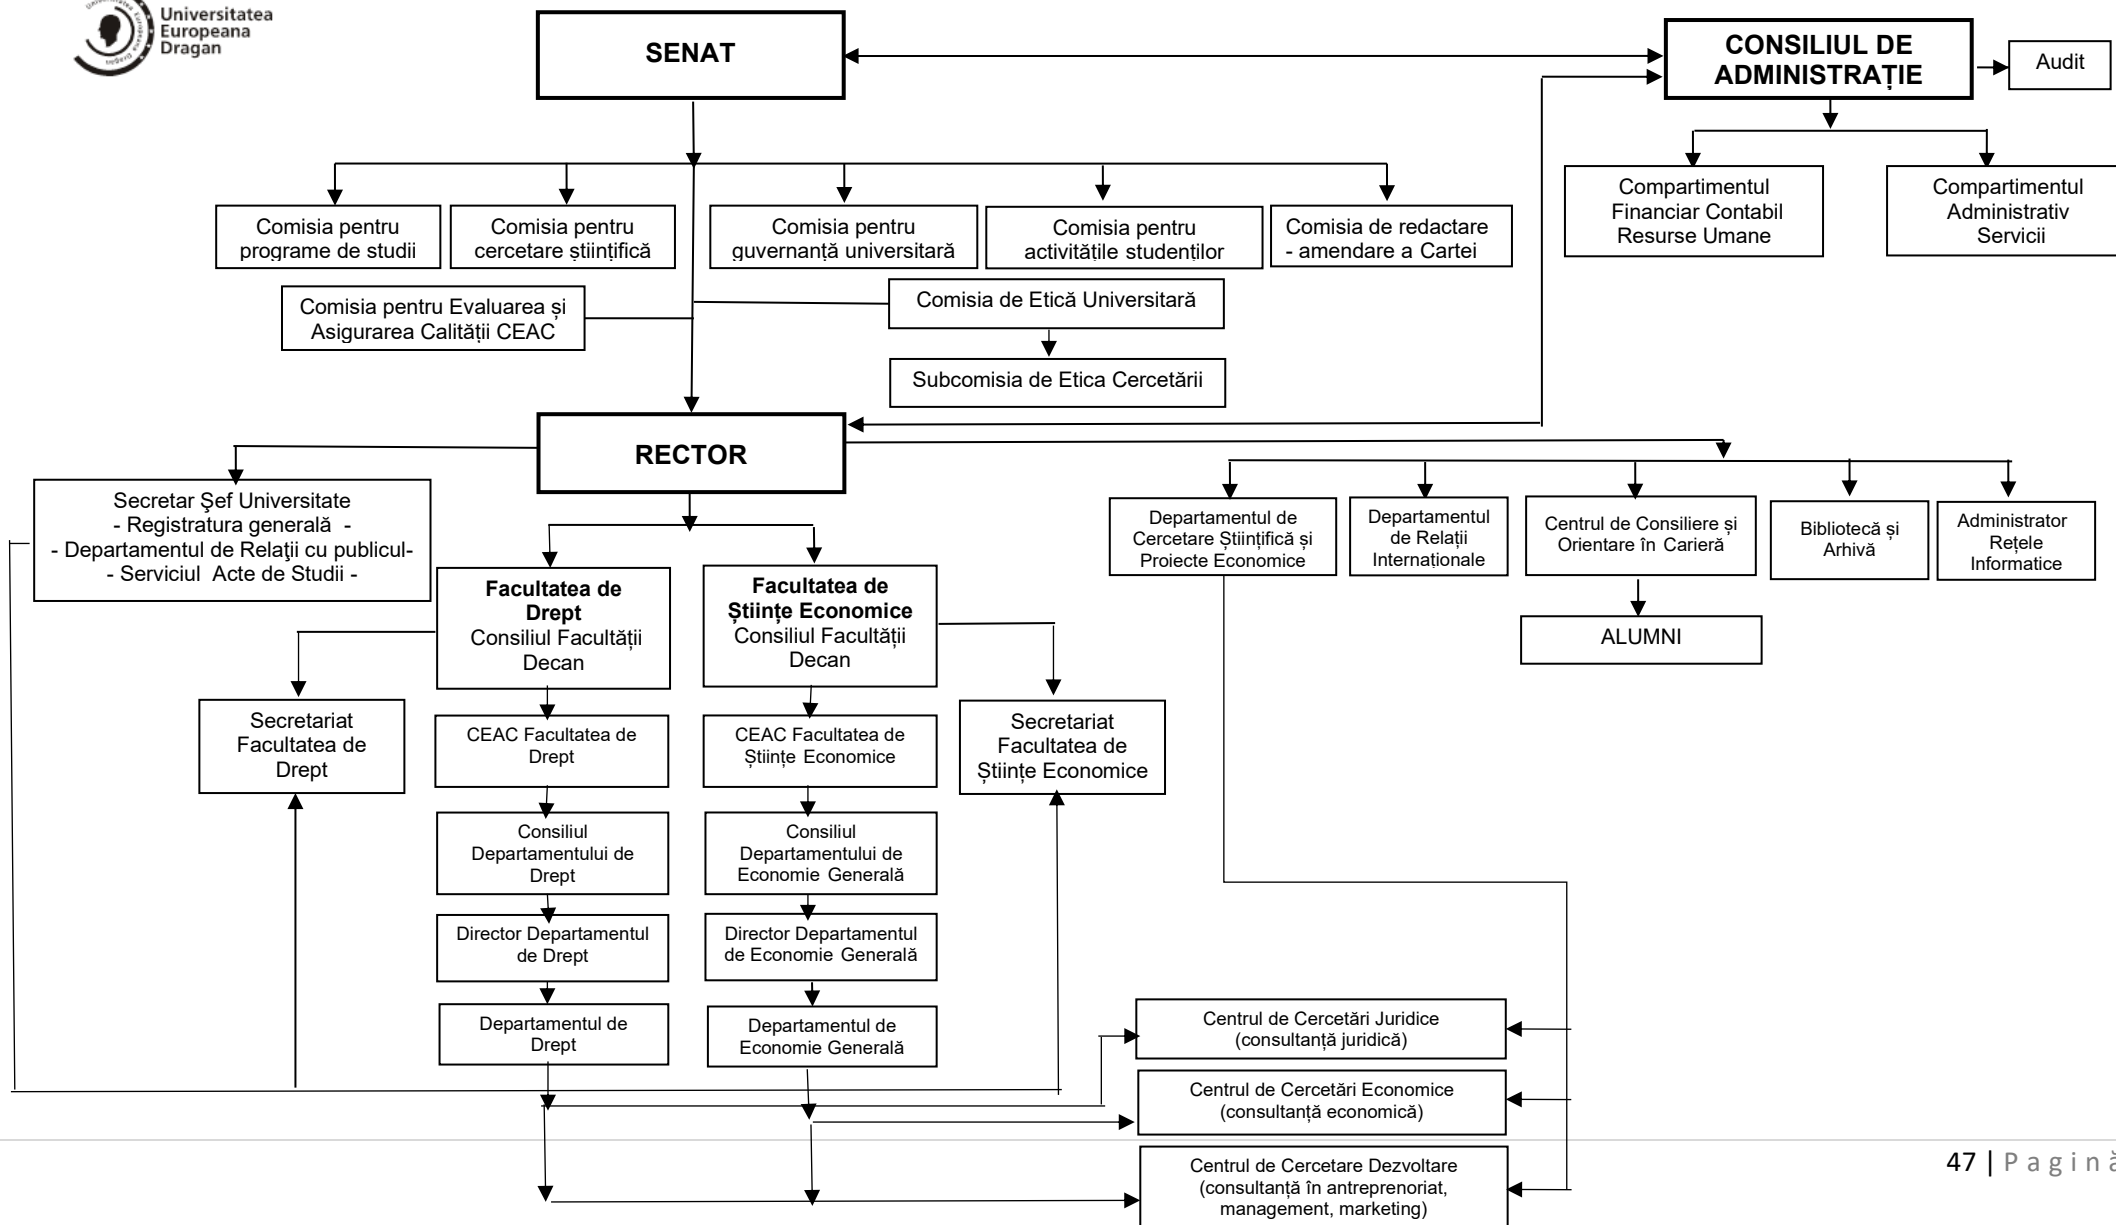 Universitatea
Europeana
Dragan
SENAT
CONSILIUL DE
ADMINISTRAȚIE
Audit
Compartimentul
Financiar Contabil
Resurse Umane
Compartimentul
Administrativ
Servicii
Comisia pentru
programe de studii
Comisia pentru
cercetare științifică
Comisia pentru
guvernanță universitară
Comisia pentru
activitățile studenților
Comisia de redactare
- amendare a Cartei
Comisia pentru Evaluarea și
Asigurarea Calității CEAC
Comisia de Etică Universitară
Subcomisia de Etica Cercetării
RECTOR
Secretar Şef Universitate
- Registratura generală -
- Departamentul de Relaţii cu publicul-
- Serviciul Acte de Studii -
Departamentul de
Cercetare Științifică și
Proiecte Economice
Departamentul
de Relații
Internaționale
Centrul de Consiliere și
Orientare în Carieră
Bibliotecă și
Arhivă
Administrator
Rețele
Informatice
ALUMNI
Facultatea de
Drept
Consiliul Facultății
Decan
Facultatea de
Științe Economice
Consiliul Facultății
Decan
Secretariat
Facultatea de
Drept
CEAC Facultatea de
Drept
CEAC Facultatea de
Științe Economice
Secretariat
Facultatea de
Științe Economice
Consiliul
Departamentului de
Drept
Consiliul
Departamentului de
Economie Generală
Director Departamentul
de Drept
Director Departamentul
de Economie Generală
Departamentul de
Drept
Departamentul de
Economie Generală
Centrul de Cercetări Juridice
(consultanță juridică)
Centrul de Cercetări Economice
(consultanță economică)
Centrul de Cercetare Dezvoltare
(consultanță în antreprenoriat,
management, marketing)
47 | Pagină